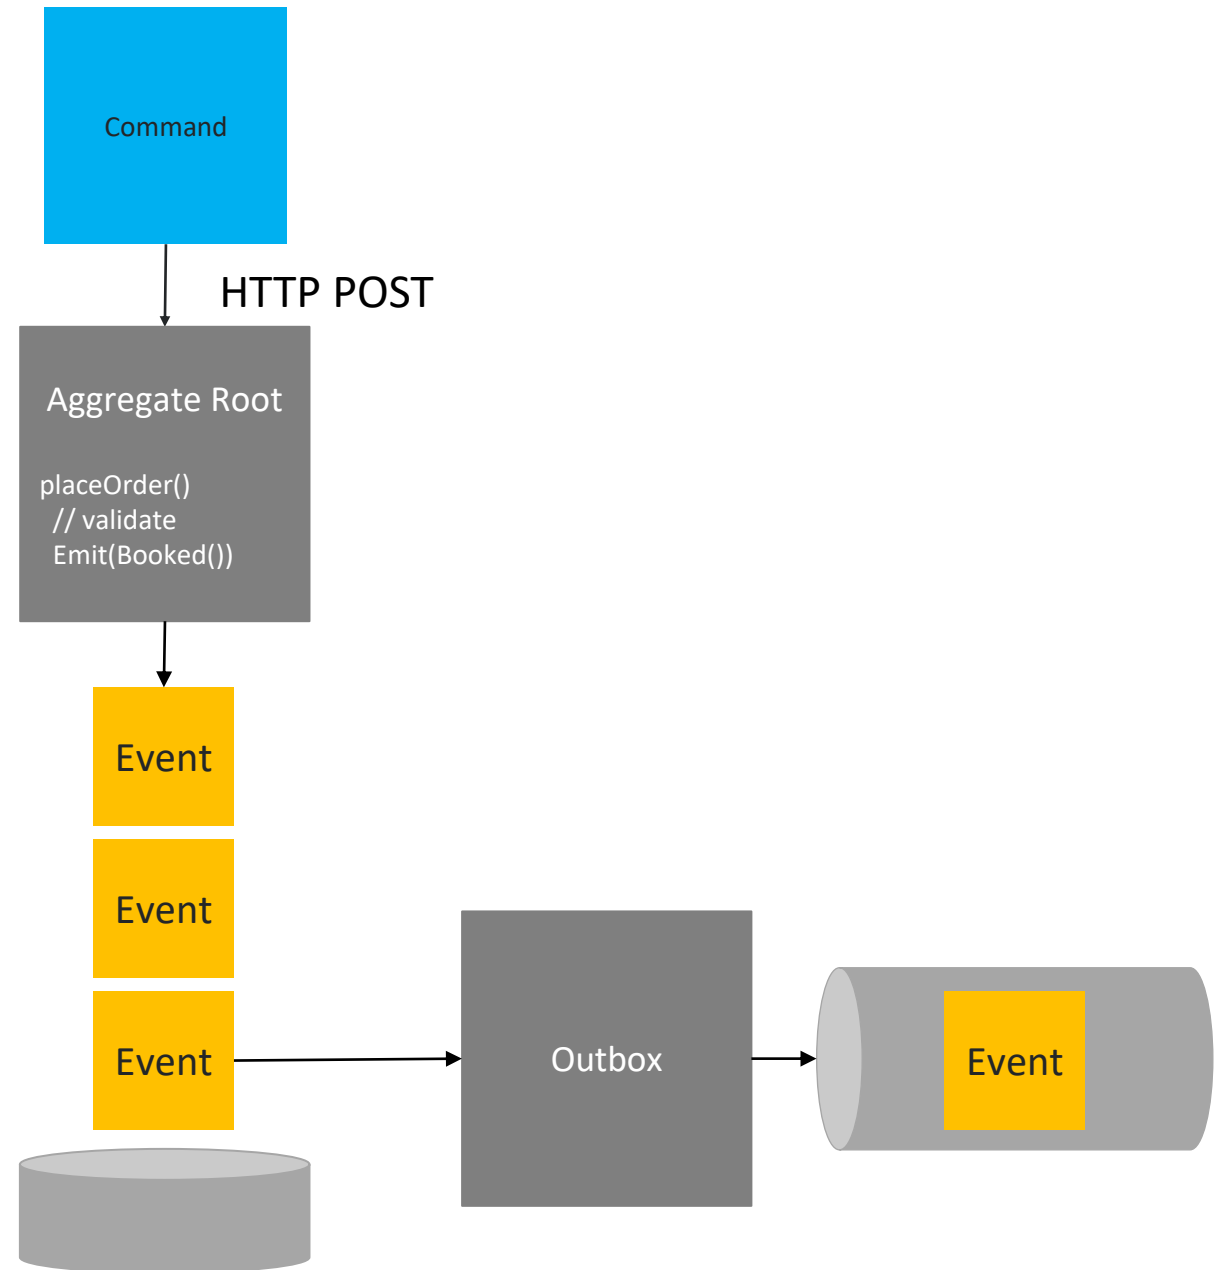 Command
HTTP POST
Aggregate Root
placeOrder()
// validate
Emit(Booked())
Event
Event
Event
Outbox
Event